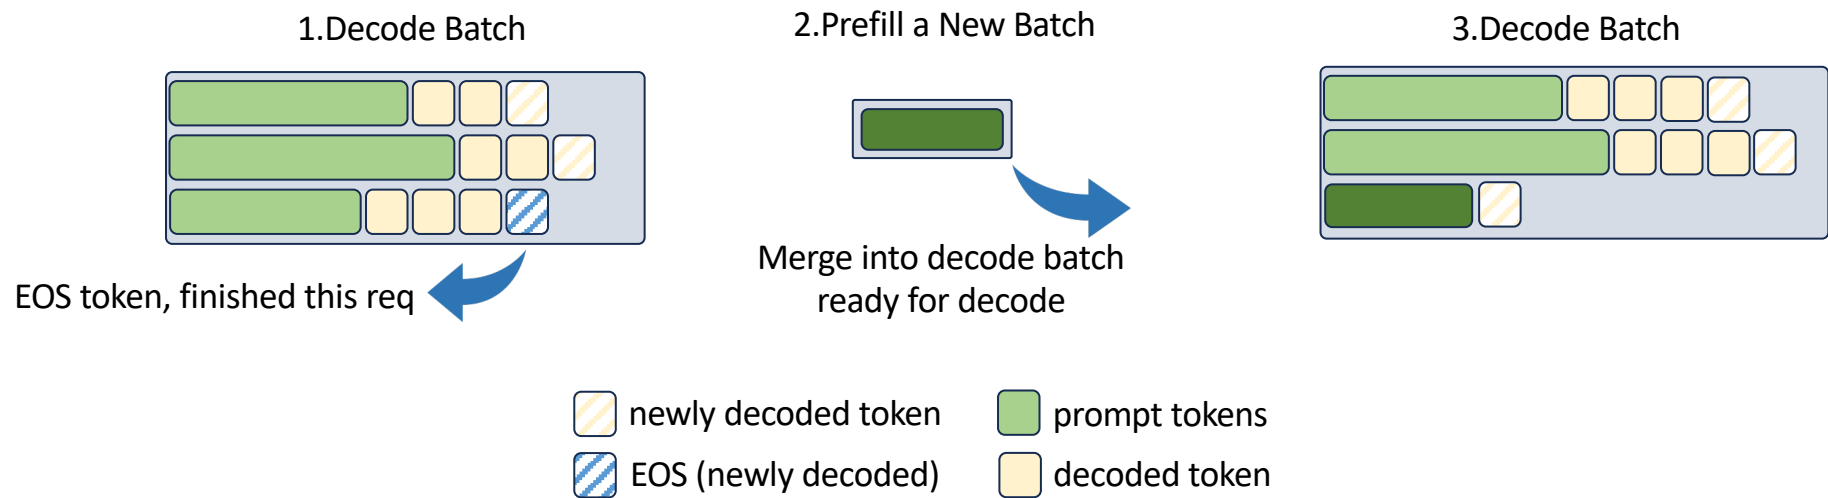 1.Decode Batch
2.Prefill a New Batch
3.Decode Batch
EOS token, finished this req
Merge into decode batch
ready for decode
newly decoded token
prompt tokens
EOS (newly decoded)
decoded token